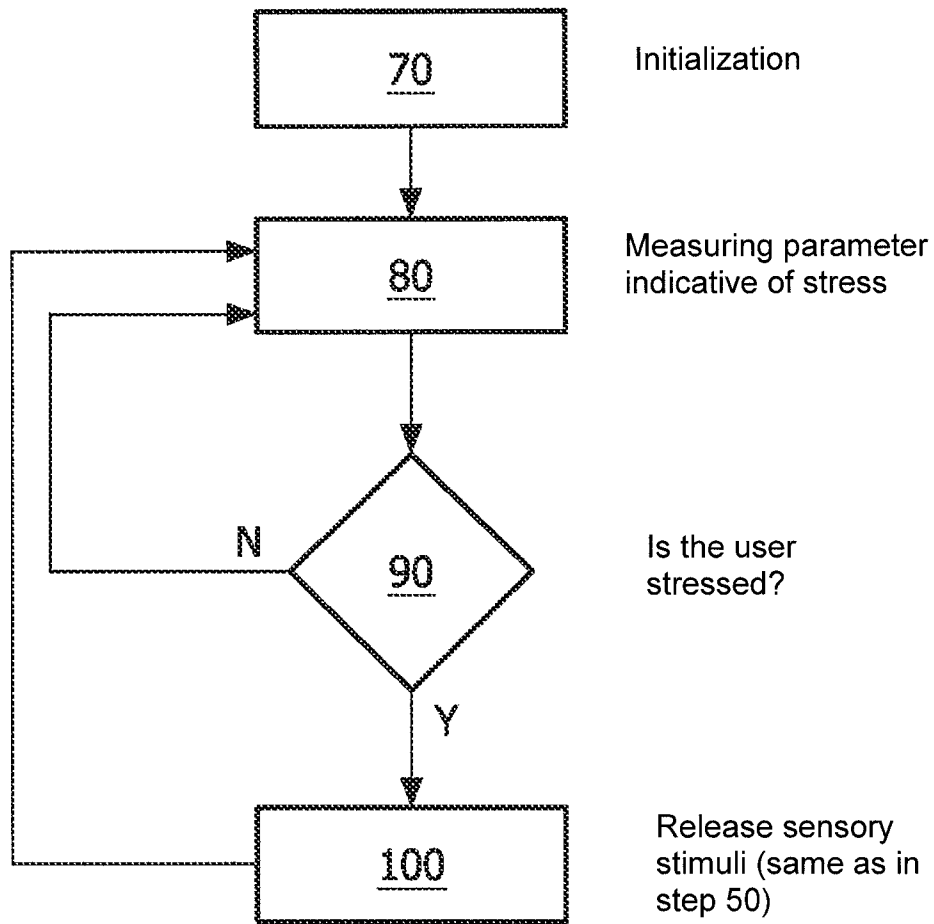 70
Initialization
80
Measuring parameter
indicative of stress
N
90
Is the user
stressed?
Y
100
Release sensory
stimuli (same as in
step 50)